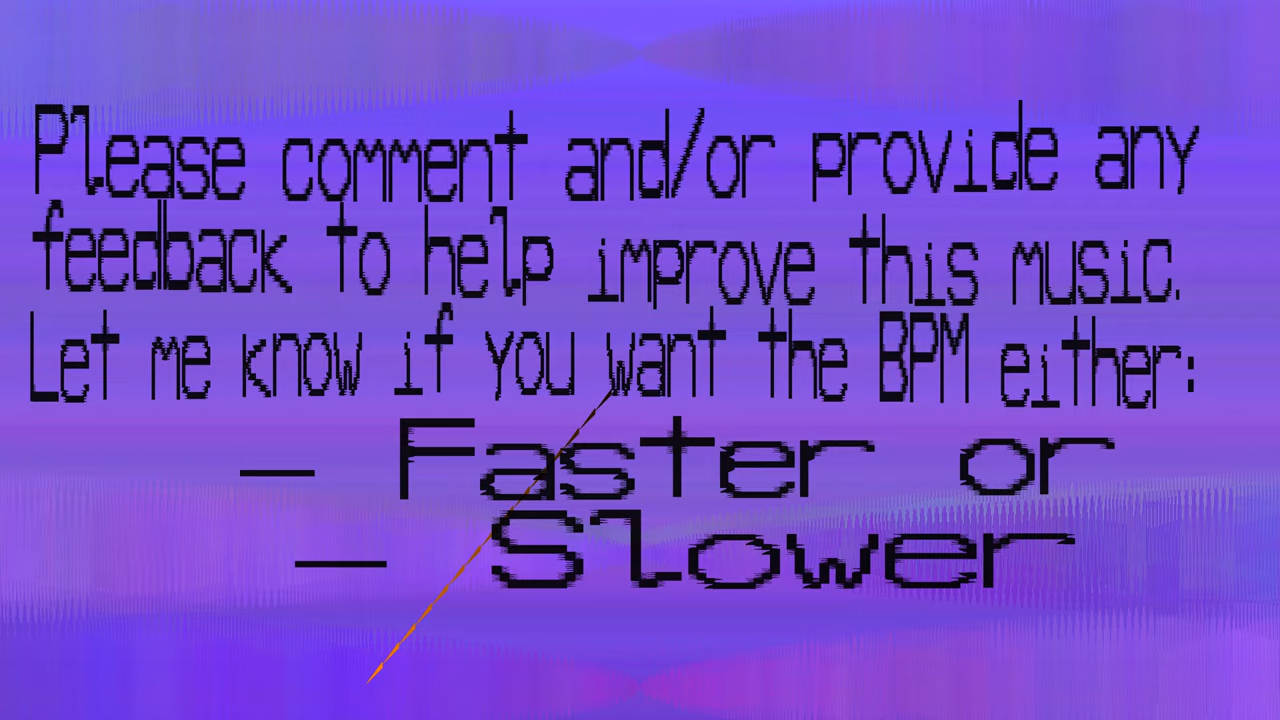 Please comment and/or provide any
feedback to help improve this music.
Let me know if you want the BPM either:
- Faster or
- Slower